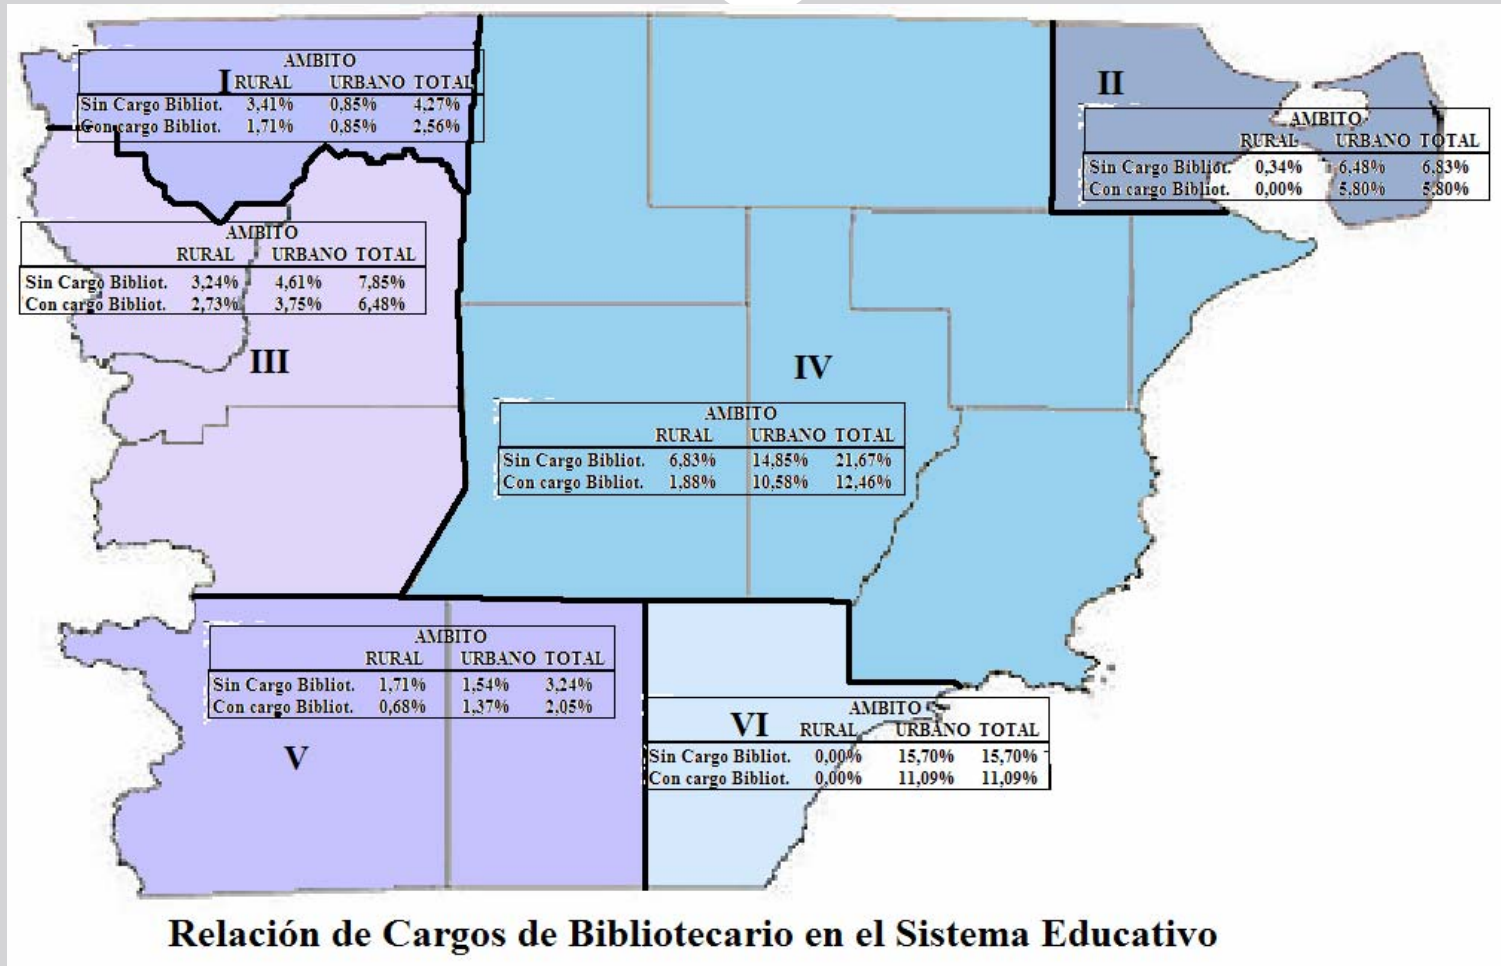 I
AMBITO
RURAL URBANO TOTAL
Sin Cargo Bibliot. 3,41% 0,85% 4,27%
Con cargo Bibliot. 1,71% 0,85% 2,56%
II
AMBITO
RURAL URBANO TOTAL
Sin Cargo Bibliot. 0,34% 6,48% 6,83%
Con cargo Bibliot. 0,00% 5,80% 5,80%
AMBITO
RURAL URBANO TOTAL
Sin Cargo Bibliot. 3,24% 4,61% 7,85%
Con cargo Bibliot. 2,73% 3,75% 6,48%
III
IV
AMBITO
RURAL URBANO TOTAL
Sin Cargo Bibliot. 6,83% 14,85% 21,67%
Con cargo Bibliot. 1,88% 10,58% 12,46%
AMBITO
RURAL URBANO TOTAL
Sin Cargo Bibliot. 1,71% 1,54% 3,24%
Con cargo Bibliot. 0,68% 1,37% 2,05%
V
VI
AMBITO
RURAL URBANO TOTAL
Sin Cargo Bibliot. 0,00% 15,70% 15,70%
Con cargo Bibliot. 0,00% 11,09% 11,09%
Relación de Cargos de Bibliotecario en el Sistema Educativo